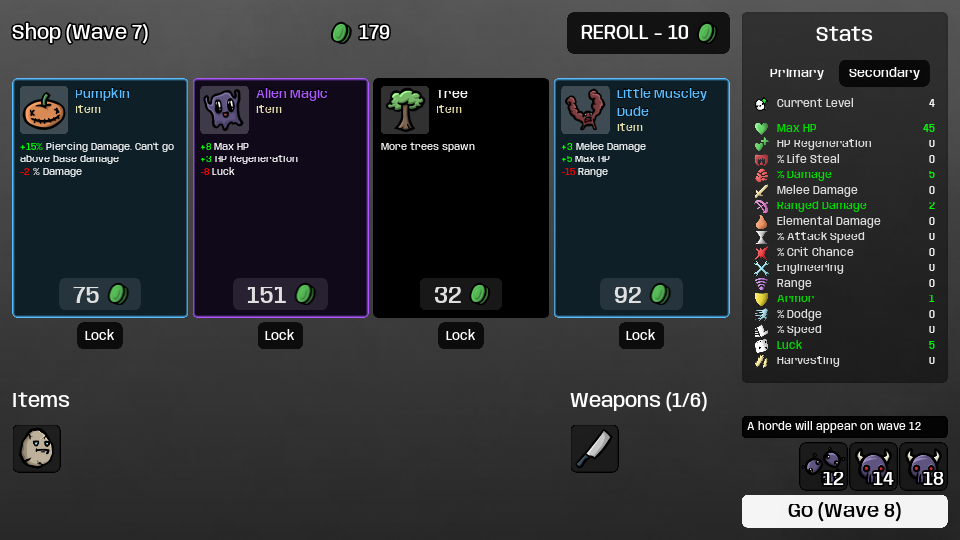 Shop (Wave 7)
179
REROLL - 10
Pumpkin
Item
+15% Piercing Damage. Can't go
above base damage
-2 % Damage
75
Lock
Alien Magic
Item
+8 Max HP
+3 HP Regeneration
-8 Luck
151
Lock
Tree
Item
More trees spawn
32
Lock
Little Muscley
Dude
Item
+3 Melee Damage
+5 Max HP
-15 Range
92
Lock
Stats
Primary
Secondary
Current Level 4
Max HP 45
HP Regeneration 0
% Life Steal 0
% Damage 5
Melee Damage 0
Ranged Damage 2
Elemental Damage 0
% Attack Speed 0
% Crit Chance 0
Engineering 0
Range 0
Armor 1
% Dodge 0
% Speed 0
Luck 5
Harvesting 0
Items
Weapons (1/6)
A horde will appear on wave 12
12
14
18
Go (Wave 8)